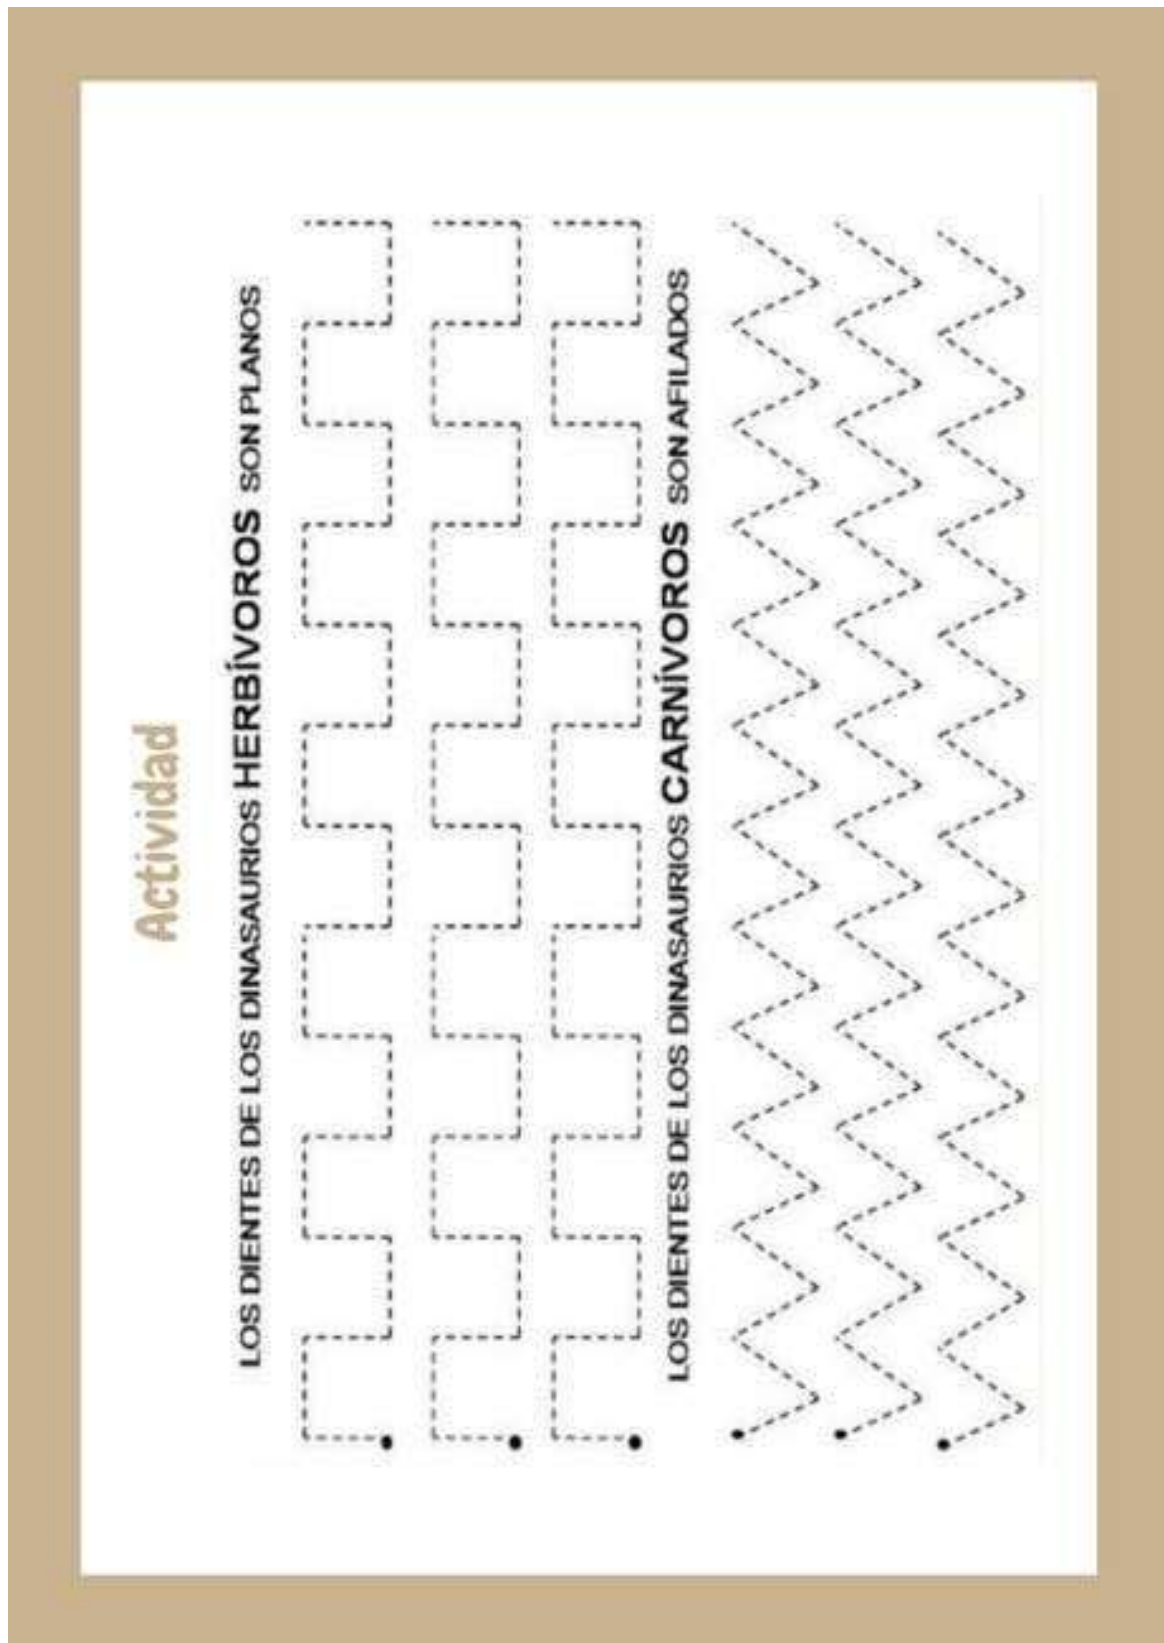 Actividad
LOS DIENTES DE LOS DINASAURIOS HERBÍVOROS SON PLANOS
LOS DIENTES DE LOS DINASAURIOS CARNÍVOROS SON AFILADOS